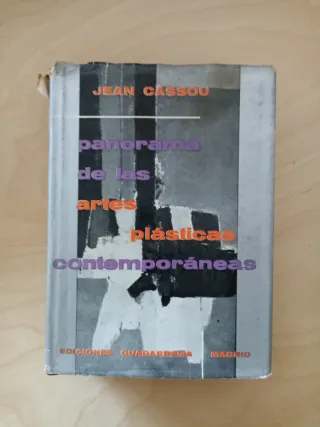 JEAN CASSOU
panorama
de las
artes
plásticas
contemporáneas
EDICIONES GUADARRAMA MADRID